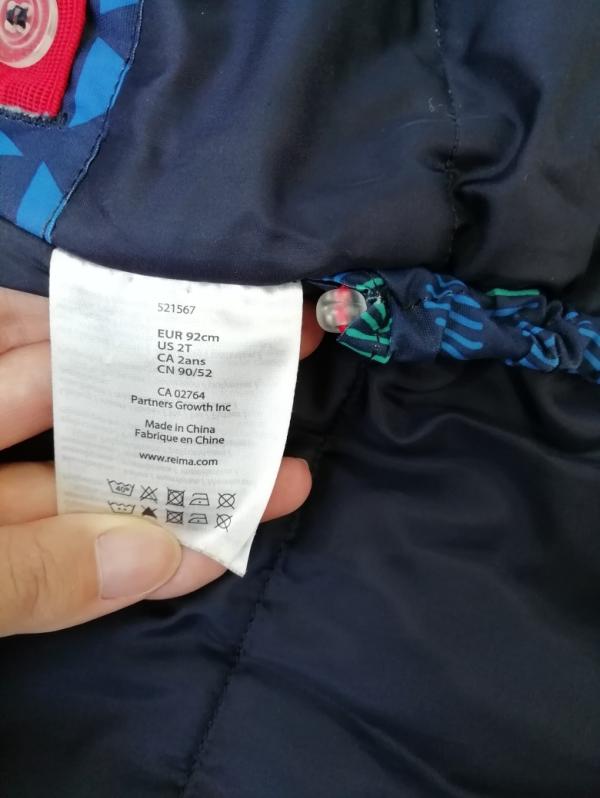 521567
EUR 92cm
US 2T
CA 2ans
CN 90/52
CA 02764
Partners Growth Inc
Made in China
Fabrique en Chine
www.reima.com
40°